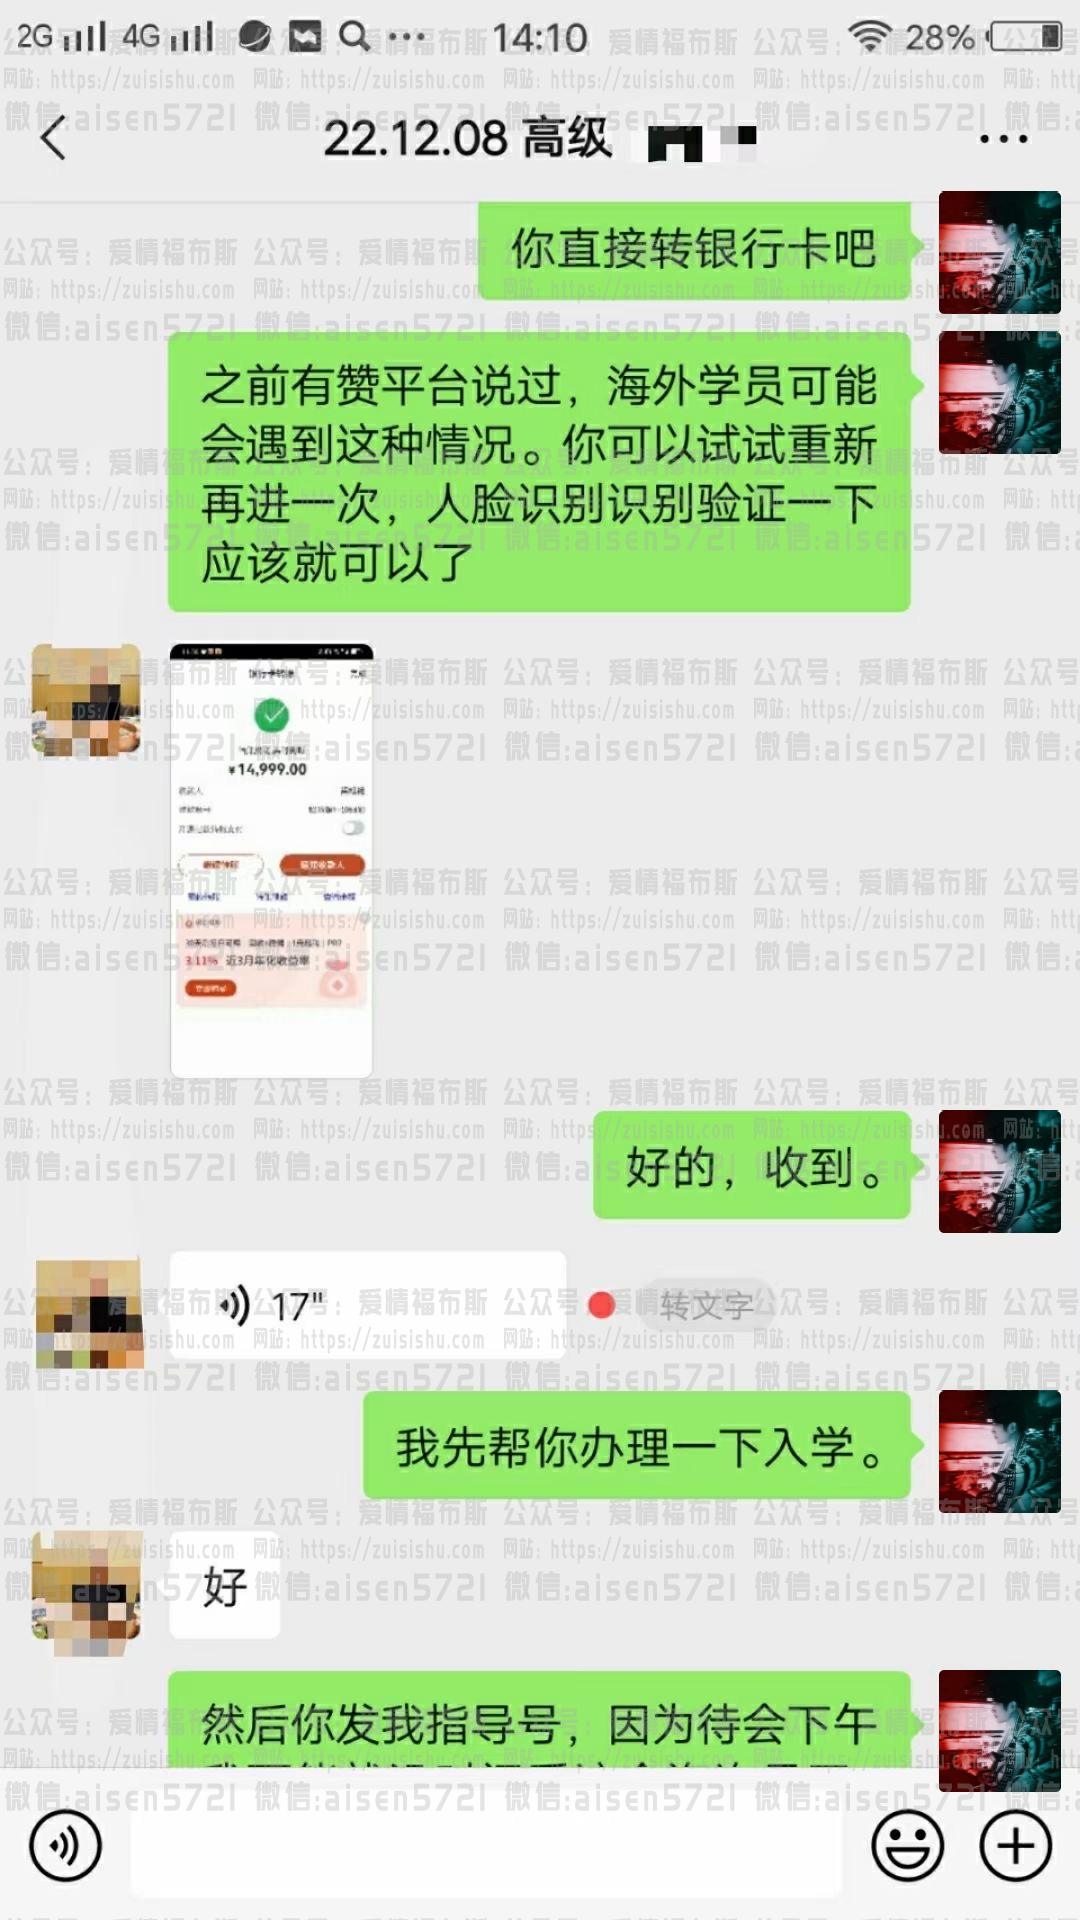 2G 4G 14:10 28%
22.12.08 高级
你直接转银行卡吧
之前有赞平台说过，海外学员可能
会遇到这种情况。你可以试试重新
再进一次，人脸识别识别验证一下
应该就可以了
¥14,999.00
3.11% 近3月年化收益率
好的，收到。
17" 转文字
我先帮你办理一下入学。
好
然后你发我指导号，因为待会下午
公众号：爱情福布斯
网站：https://zuisishu.com
微信:aisen5721